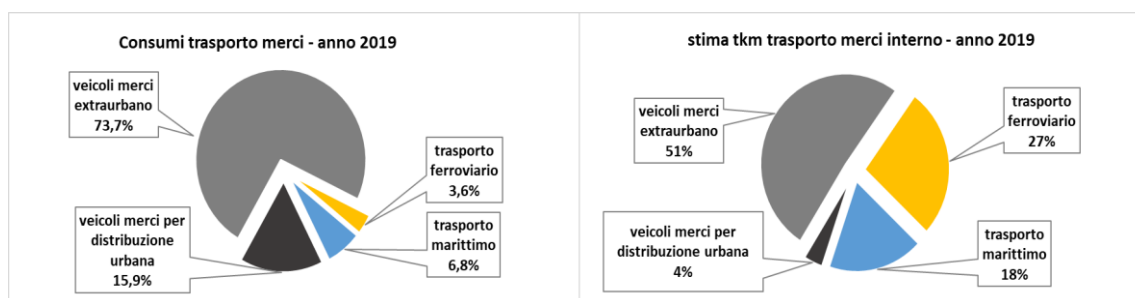 Consumi trasporto merci - anno 2019
veicoli merci
extraurbano
73,7%
trasporto
ferroviario
3,6%
veicoli merci per
distribuzione
urbana
15,9%
trasporto
marittimo
6,8%
stima tkm trasporto merci interno - anno 2019
veicoli merci
extraurbano
51%
trasporto
ferroviario
27%
veicoli merci per
distribuzione urbana
4%
trasporto
marittimo
18%